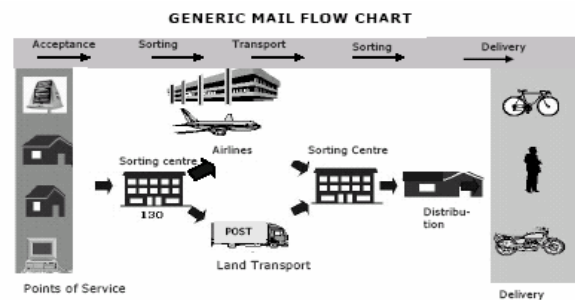 GENERIC MAIL FLOW CHART
Acceptance
Sorting
Transport
Sorting
Delivery
Airlines
Sorting centre
Sorting Centre
130
POST
Distribu-
tion
Land Transport
Points of Service
Delivery